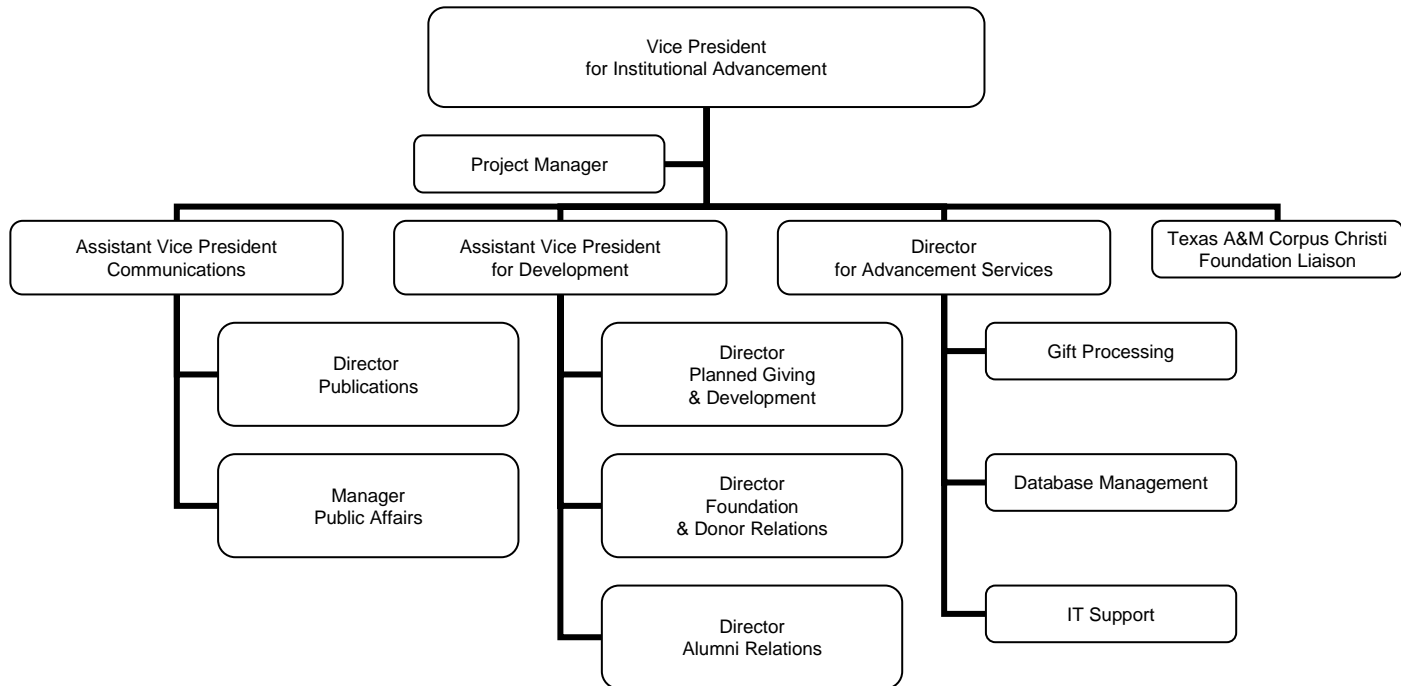 Vice President
for Institutional Advancement
Project Manager
Assistant Vice President
Communications
Assistant Vice President
for Development
Director
for Advancement Services
Texas A&M Corpus Christi
Foundation Liaison
Director
Publications
Director
Planned Giving
& Development
Gift Processing
Manager
Public Affairs
Director
Foundation
& Donor Relations
Database Management
Director
Alumni Relations
IT Support